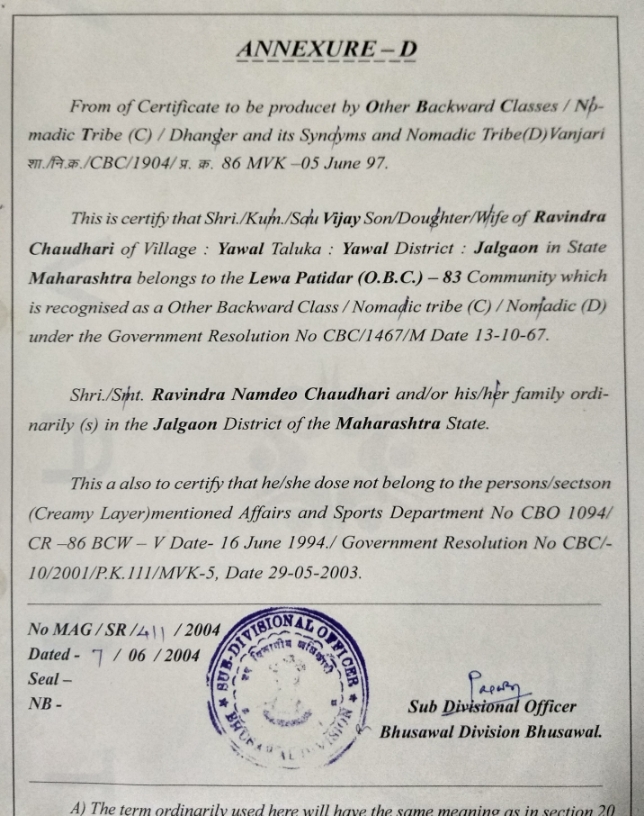 ANNEXURE – D
From of Certificate to be producet by Other Backward Classes / No-
madic Tribe (C) / Dhanger and its Syndyms and Nomadic Tribe(D) Vanjari
शा./नि.क्र./CBC/1904/ प्र. क्र. 86 MVK –05 June 97.
This is certify that Shri./Kum./Sau Vijay Son/Doughter/Wife of Ravindra
Chaudhari of Village : Yawal Taluka : Yawal District : Jalgaon in State
Maharashtra belongs to the Lewa Patidar (O.B.C.) – 83 Community which
is recognised as a Other Backward Class / Nomadic tribe (C) / Nomadic (D)
under the Government Resolution No CBC/1467/M Date 13-10-67.
Shri./Smt. Ravindra Namdeo Chaudhari and/or his/her family ordi-
narily (s) in the Jalgaon District of the Maharashtra State.
This a also to certify that he/she dose not belong to the persons/sectson
(Creamy Layer)mentioned Affairs and Sports Department No CBO 1094/
CR –86 BCW – V Date- 16 June 1994./ Government Resolution No CBC/-
10/2001/P.K.111/MVK-5, Date 29-05-2003.
No MAG / SR /411 / 2004
Dated - 7 / 06 / 2004
Seal –
NB -
SUB-DIVISIONAL OFFICER
BHUSAWAL DIVISION
Sub Divisional Officer
Bhusawal Division Bhusawal.
A) The term ordinarily used here will have the same meaning as in section 20